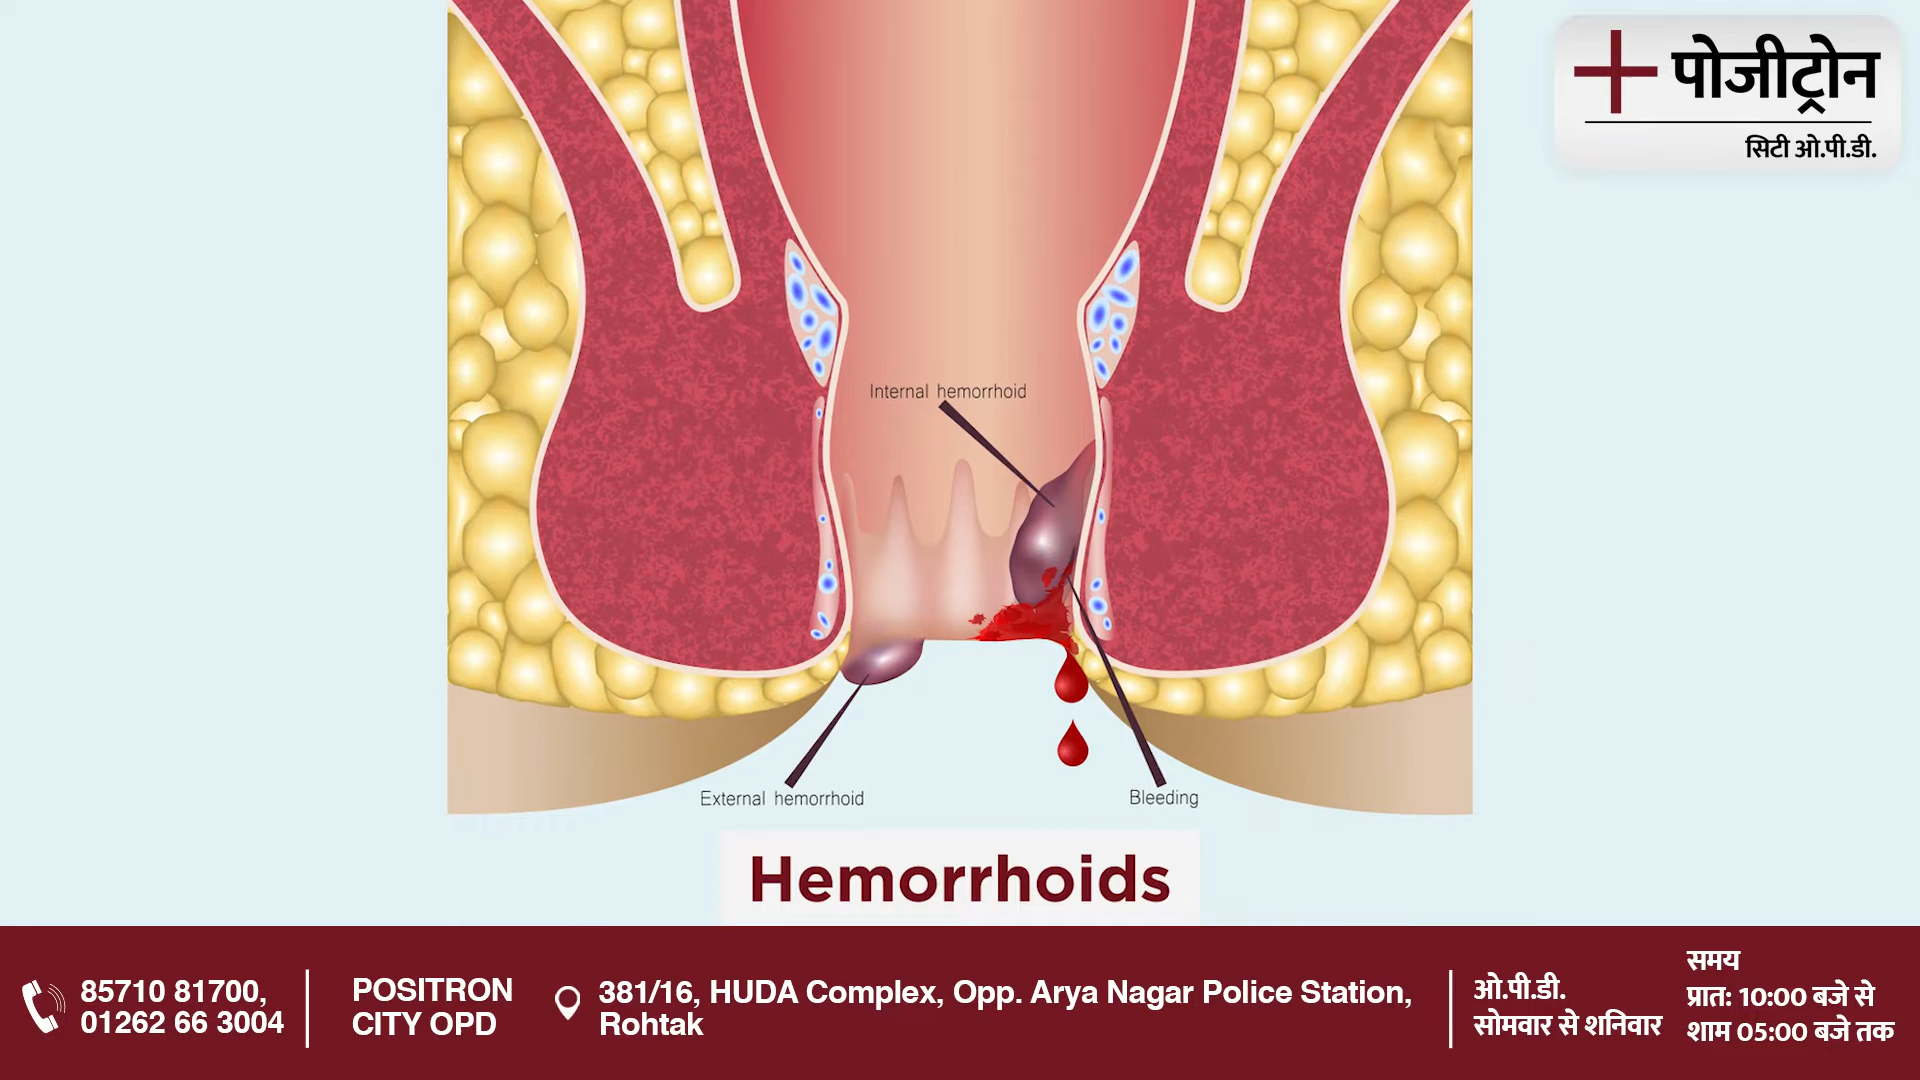 पोजीट्रोन
सिटी ओ.पी.डी.
Internal hemorrhoid
External hemorrhoid
Bleeding
Hemorrhoids
85710 81700,
01262 66 3004
POSITRON
CITY OPD
381/16, HUDA Complex, Opp. Arya Nagar Police Station,
Rohtak
ओ.पी.डी.
सोमवार से शनिवार
समय
प्रात: 10:00 बजे से
शाम 05:00 बजे तक